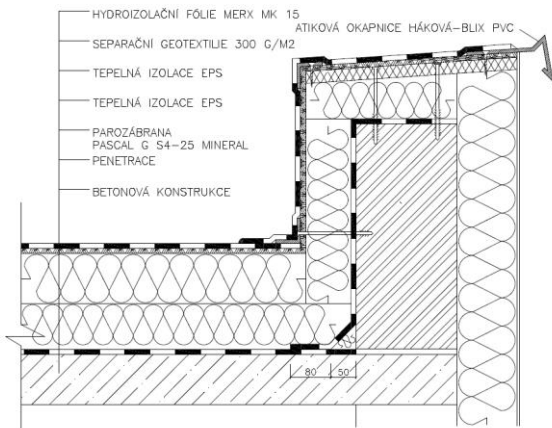 HYDROIZOLAČNÍ FÓLIE MERX MK 15
ATIKOVÁ OKAPNICE HÁKOVÁ-BLIX PVC
SEPARAČNÍ GEOTEXTILIE 300 G/M2
TEPELNÁ IZOLACE EPS
TEPELNÁ IZOLACE EPS
PAROZÁBRANA
PASCAL G S4-25 MINERAL
PENETRACE
BETONOVÁ KONSTRUKCE
80 50